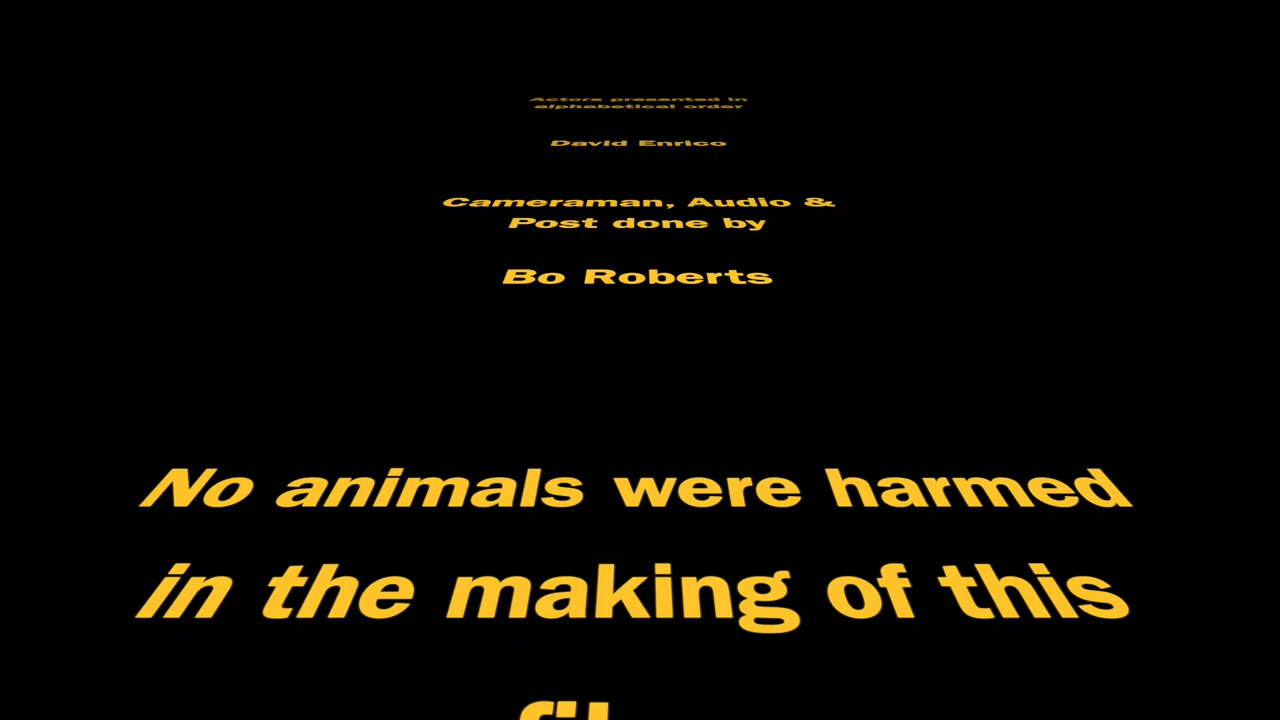 Actors presented in
alphabetical order
David Enrico
Cameraman, Audio &
Post done by
Bo Roberts
No animals were harmed
in the making of this